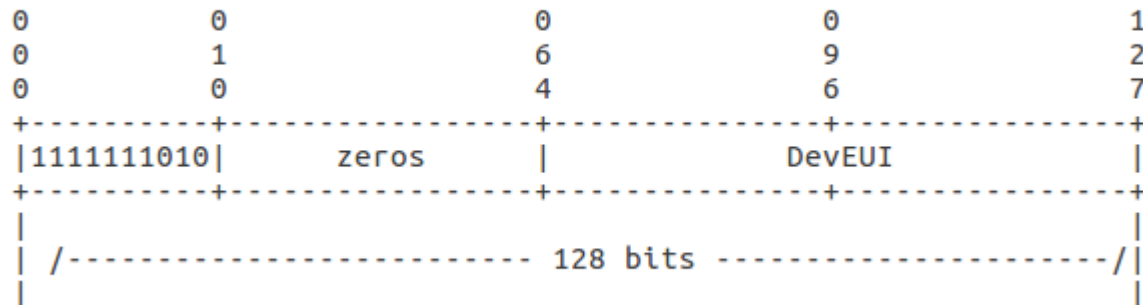 0          0                 0               0                1
0          1                 6               9                2
0          0                 4               6                7
+----------+-----------------+---------------+----------------+
|1111111010|      zeros      |             DevEUI             |
+----------+-----------------+---------------+----------------+
|                                                             |
| /-------------------------- 128 bits ----------------------/|
|                                                             |